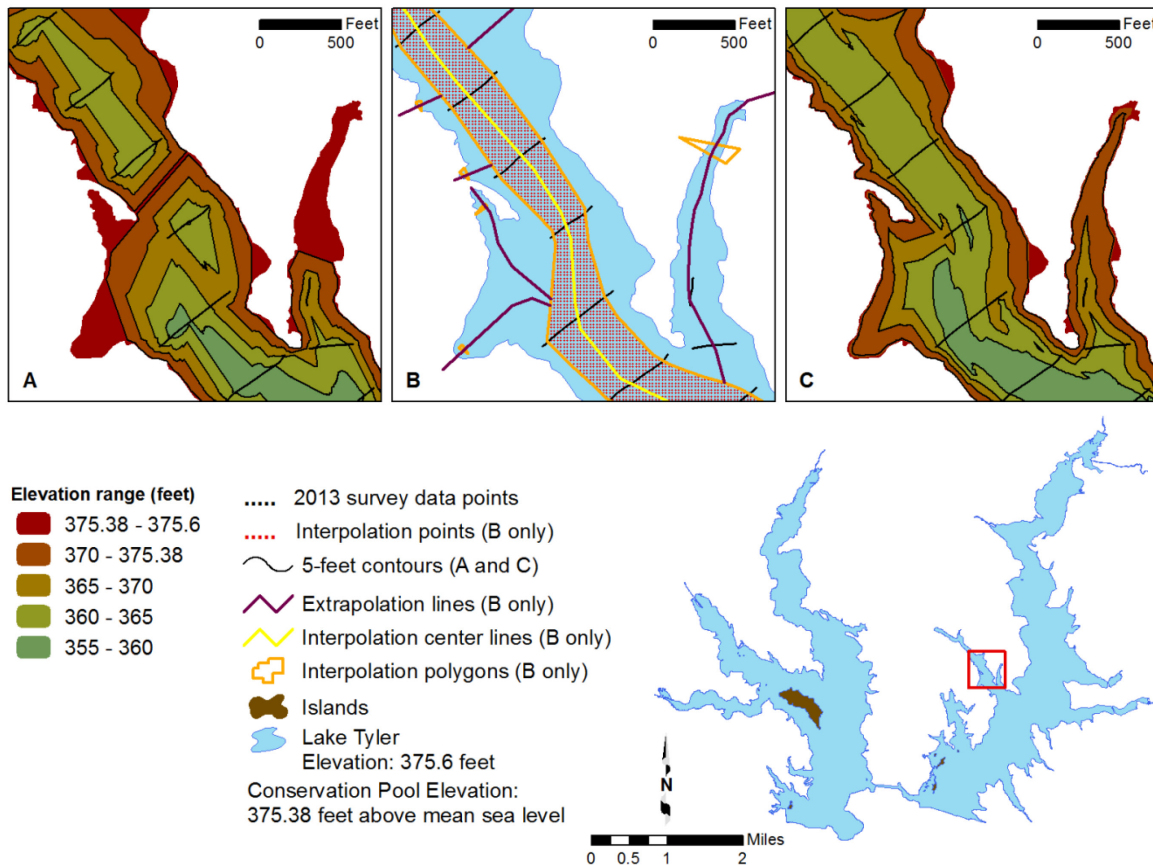 Feet
0 500
A
Feet
0 500
B
Feet
0 500
C
Elevation range (feet)
375.38 - 375.6
370 - 375.38
365 - 370
360 - 365
355 - 360
2013 survey data points
Interpolation points (B only)
5-feet contours (A and C)
Extrapolation lines (B only)
Interpolation center lines (B only)
Interpolation polygons (B only)
Islands
Lake Tyler
Elevation: 375.6 feet
Conservation Pool Elevation:
375.38 feet above mean sea level
N
Miles
0 0.5 1 2